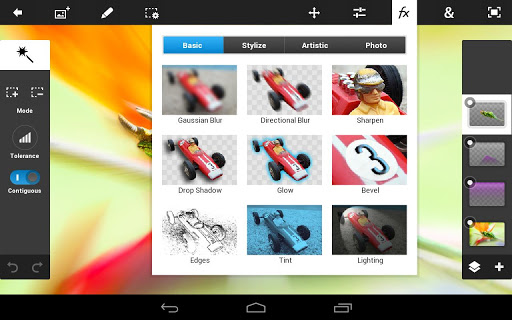 fx
&
Basic
Stylize
Artistic
Photo
Mode
Tolerance
Contiguous
Gaussian Blur
Directional Blur
Sharpen
Drop Shadow
Glow
Bevel
3
Edges
Tint
Lighting